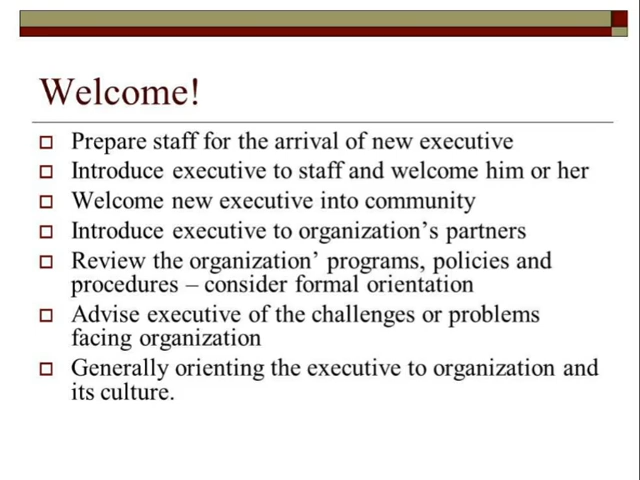 Welcome!
Prepare staff for the arrival of new executive
Introduce executive to staff and welcome him or her
Welcome new executive into community
Introduce executive to organization's partners
Review the organization' programs, policies and
procedures – consider formal orientation
Advise executive of the challenges or problems
facing organization
Generally orienting the executive to organization and
its culture.